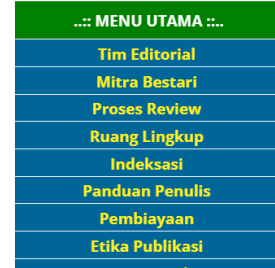 ..:: MENU UTAMA ::..
Tim Editorial
Mitra Bestari
Proses Review
Ruang Lingkup
Indeksasi
Panduan Penulis
Pembiayaan
Etika Publikasi